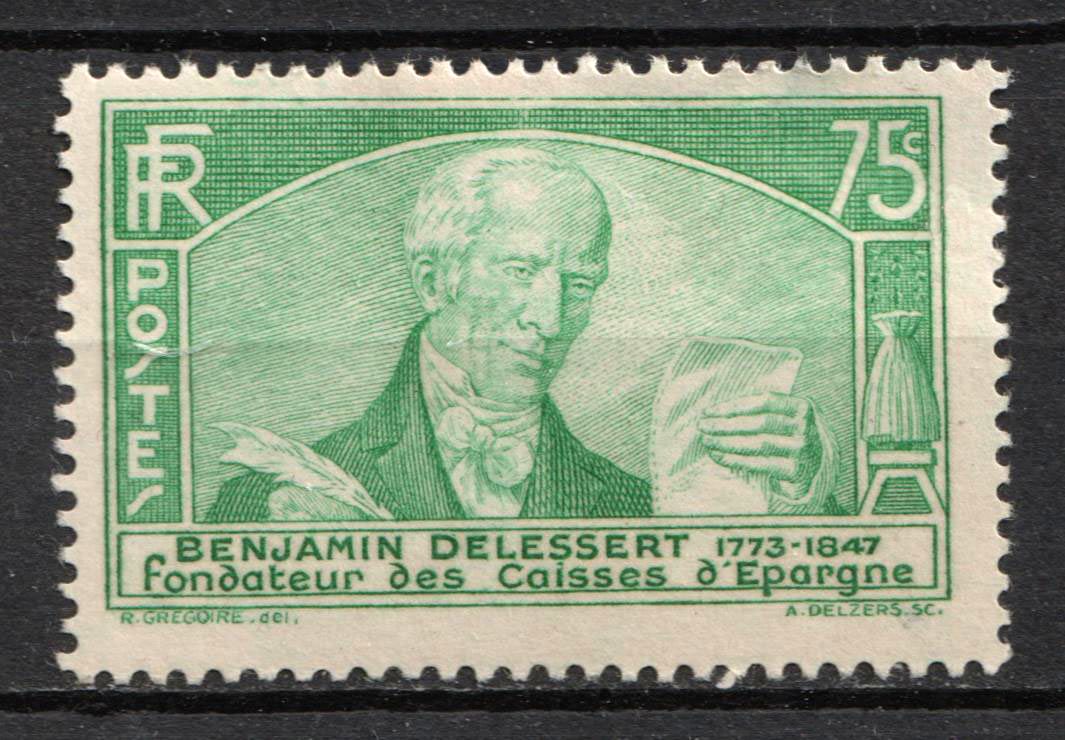 RF
75c
POSTES
BENJAMIN DELESSERT 1773-1847
fondateur des Caisses d'Epargne
R. GREGOIRE . del,
A. DELZERS. SC.